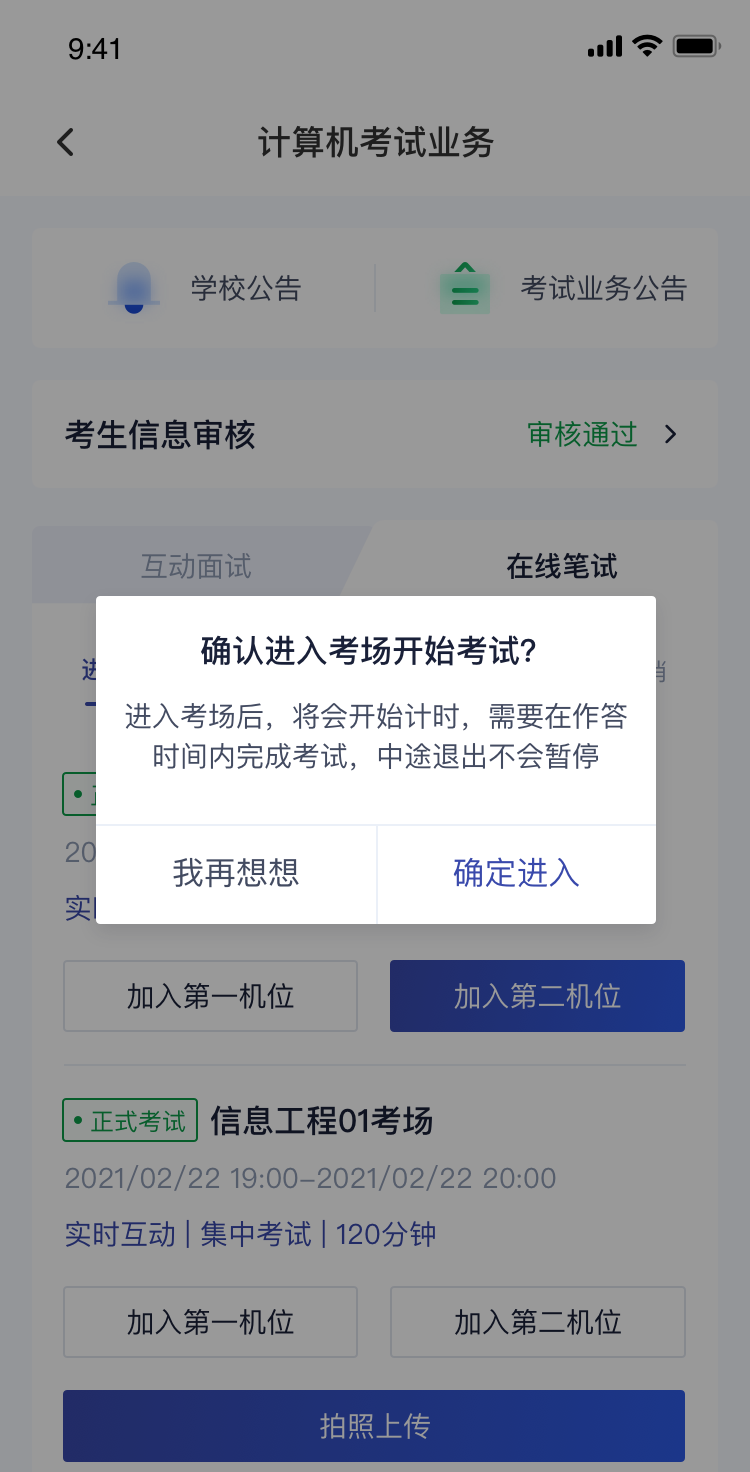 9:41
计算机考试业务
学校公告
考试业务公告
考生信息审核
审核通过
互动面试
在线笔试
确认进入考场开始考试?
进入考场后，将会开始计时，需要在作答
时间内完成考试，中途退出不会暂停
我再想想
确定进入
进
20
实
加入第一机位
加入第二机位
正式考试
信息工程01考场
2021/02/22 19:00-2021/02/22 20:00
实时互动 | 集中考试 | 120分钟
加入第一机位
加入第二机位
拍照上传